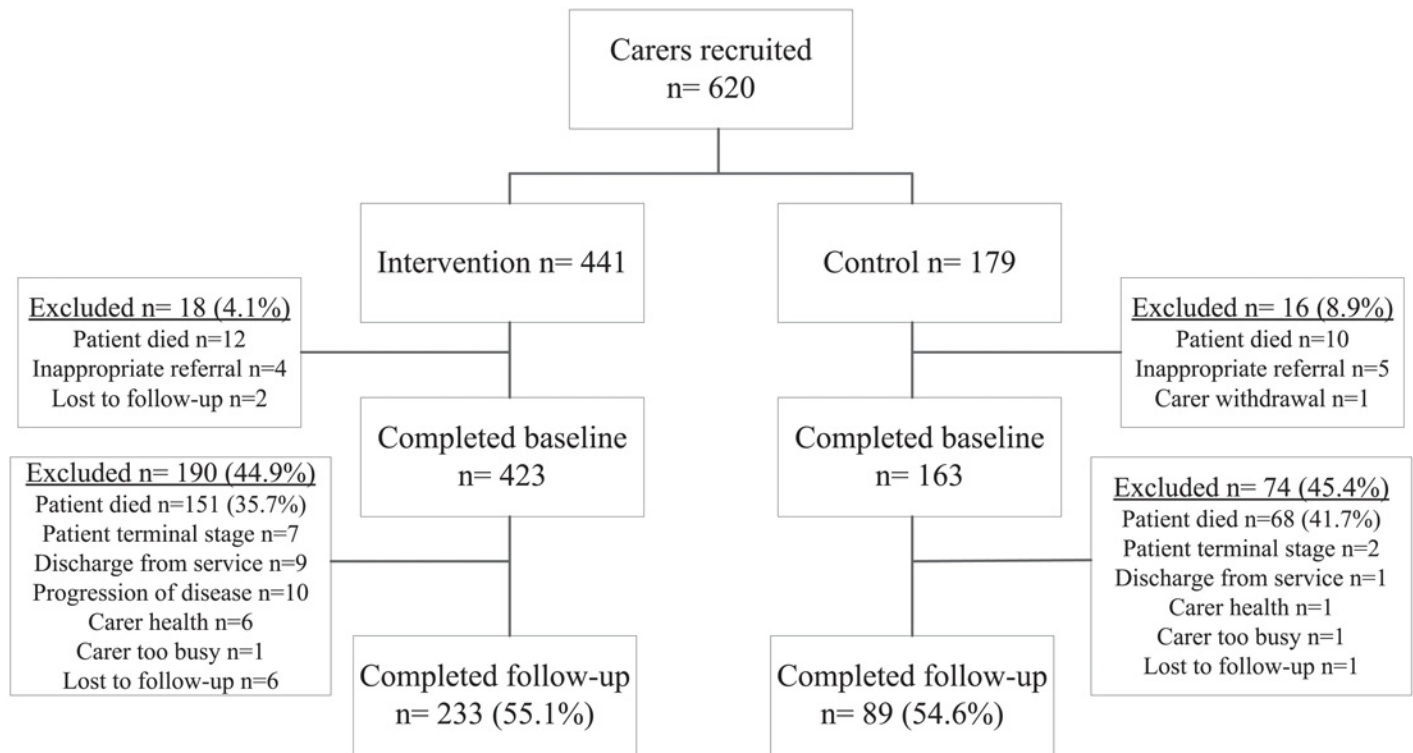 Carers recruited
n= 620
Intervention n= 441
Control n= 179
Excluded n= 18 (4.1%)
Patient died n=12
Inappropriate referral n=4
Lost to follow-up n=2
Excluded n= 16 (8.9%)
Patient died n=10
Inappropriate referral n=5
Carer withdrawal n=1
Completed baseline
n= 423
Completed baseline
n= 163
Excluded n= 190 (44.9%)
Patient died n=151 (35.7%)
Patient terminal stage n=7
Discharge from service n=9
Progression of disease n=10
Carer health n=6
Carer too busy n=1
Lost to follow-up n=6
Excluded n= 74 (45.4%)
Patient died n=68 (41.7%)
Patient terminal stage n=2
Discharge from service n=1
Carer health n=1
Carer too busy n=1
Lost to follow-up n=1
Completed follow-up
n= 233 (55.1%)
Completed follow-up
n= 89 (54.6%)